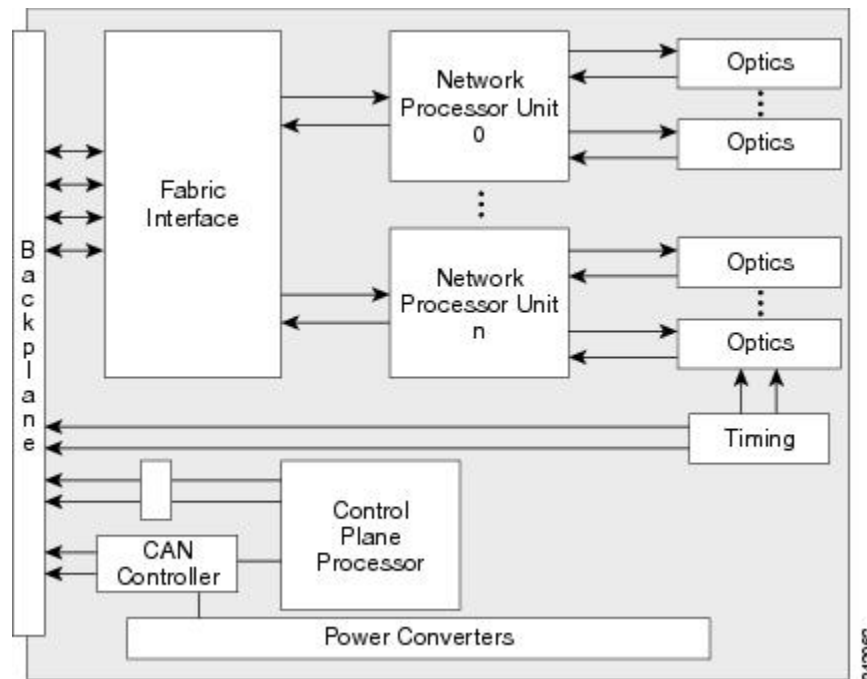 Backplane
Fabric
Interface
Network
Processor Unit
0
Network
Processor Unit
n
Optics
Optics
Optics
Optics
Timing
Control
Plane
Processor
CAN
Controller
Power Converters